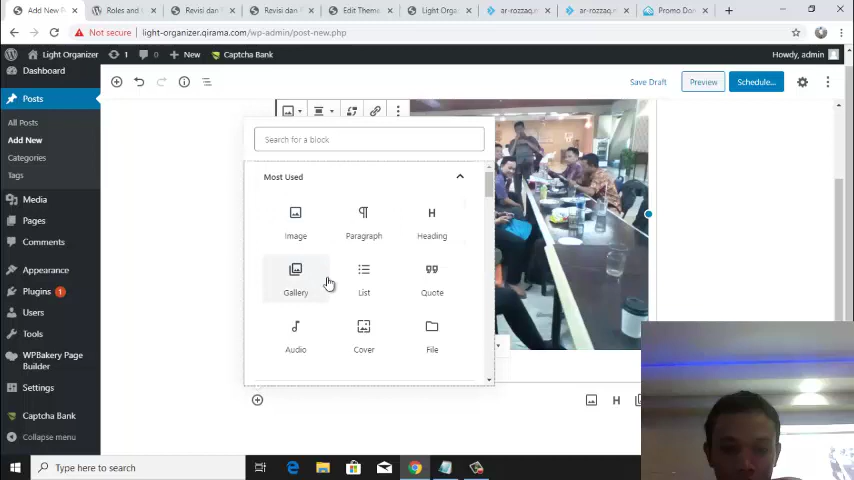 Add New P
Roles and
Revisi dan
Revisi dan
Edit Theme
Light Orga
ar-rozzaq.m
ar-rozzaq.m
Promo Do
Not secure
light-organizer.qirama.com/wp-admin/post-new.php
Light Organizer
1
0
New
Captcha Bank
Howdy, admin
Dashboard
Posts
All Posts
Add New
Categories
Tags
Media
Pages
Comments
Appearance
Plugins 1
Users
Tools
WPBakery Page
Builder
Settings
Captcha Bank
Collapse menu
Save Draft
Preview
Schedule...
Search for a block
Most Used
Image
Paragraph
Heading
Gallery
List
Quote
Audio
Cover
File
H
Type here to search